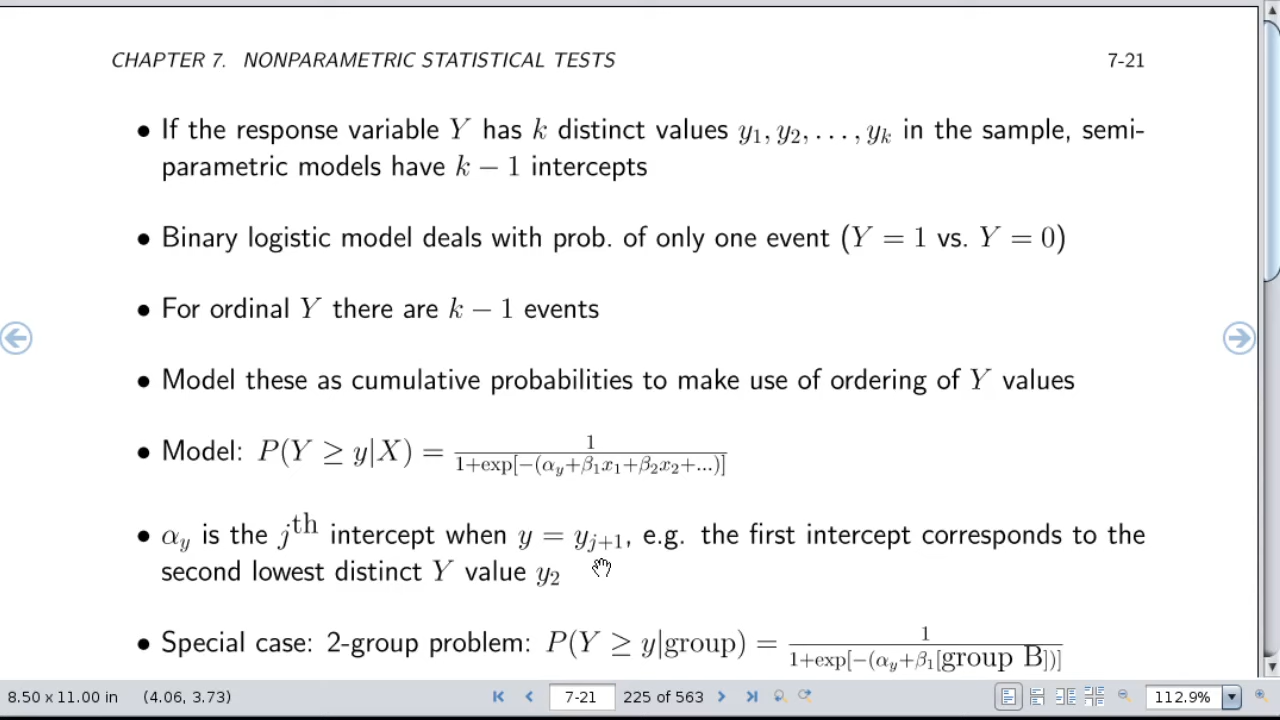 CHAPTER 7. NONPARAMETRIC STATISTICAL TESTS 7-21
• If the response variable Y has k distinct values y₁, y₂, . . . , yₖ in the sample, semi-
parametric models have k − 1 intercepts
• Binary logistic model deals with prob. of only one event (Y = 1 vs. Y = 0)
• For ordinal Y there are k − 1 events
• Model these as cumulative probabilities to make use of ordering of Y values
• Model: P(Y ≥ y|X) = 1 / 1+exp[−(α_y+β₁x₁+β₂x₂+...)]
• α_y is the j^th intercept when y = y_{j+1}, e.g. the first intercept corresponds to the
second lowest distinct Y value y₂
• Special case: 2-group problem: P(Y ≥ y|group) = 1 / 1+exp[−(α_y+β₁[group B])]
8.50 x 11.00 in (4.06, 3.73) 7-21 225 of 563 112.9%